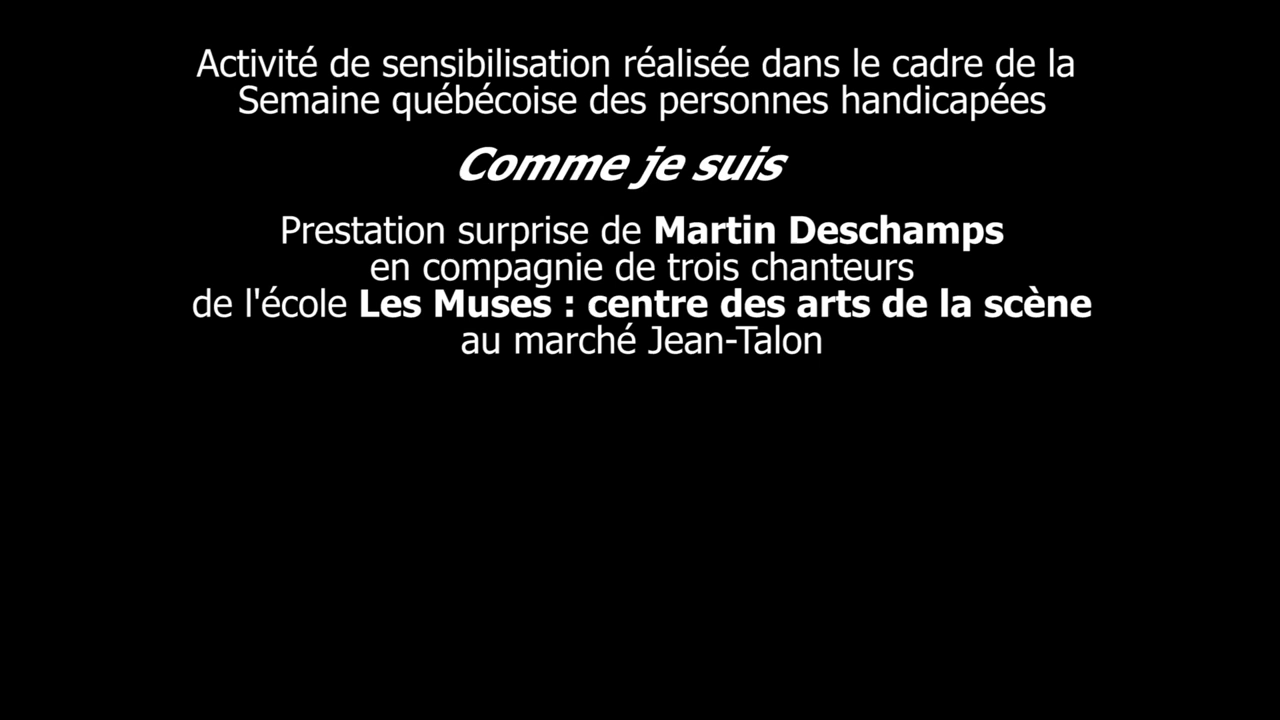 Activité de sensibilisation réalisée dans le cadre de la
Semaine québécoise des personnes handicapées
Comme je suis
Prestation surprise de Martin Deschamps
en compagnie de trois chanteurs
de l'école Les Muses : centre des arts de la scène
au marché Jean-Talon